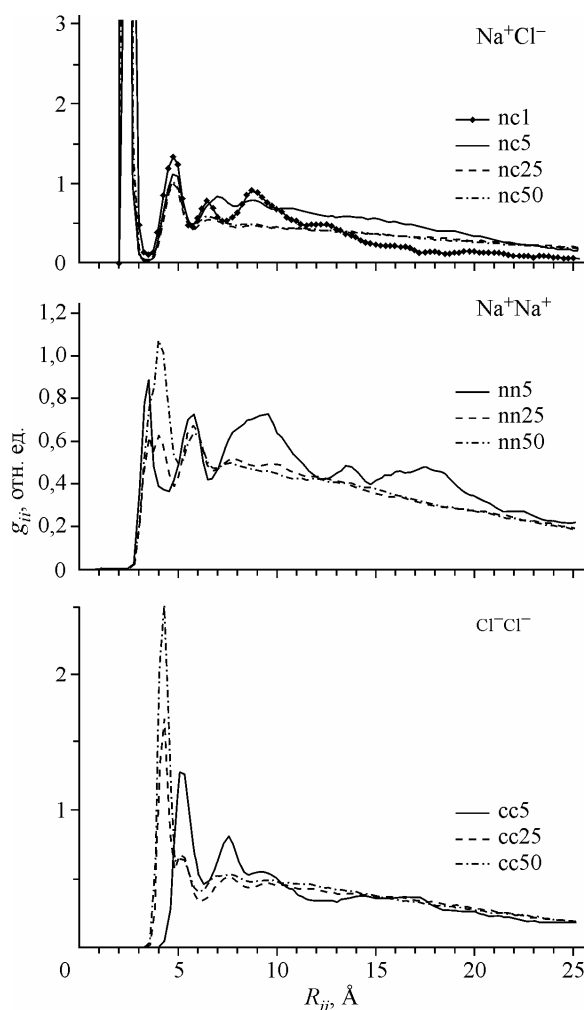 3
Na⁺Cl⁻
nc1
2
nc5
nc25
nc50
1
0
1,2
Na⁺Na⁺
1,0
nn5
0,8
nn25
nn50
0,6
0,4
0,2
0
g_ii, отн. ед.
Cl⁻Cl⁻
2
cc5
cc25
1
cc50
0 5 10 15 20 25
R_ii, Å